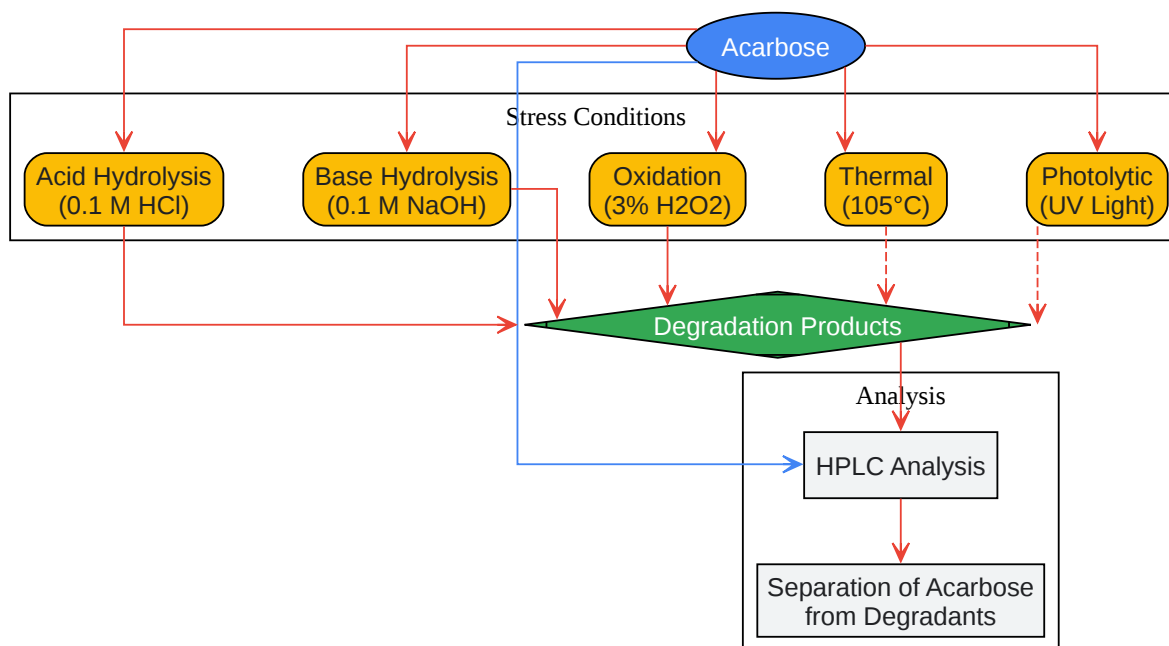 Acarbose
Stress Conditions
Acid Hydrolysis
(0.1 M HCl)
Base Hydrolysis
(0.1 M NaOH)
Oxidation
(3% H2O2)
Thermal
(105°C)
Photolytic
(UV Light)
Degradation Products
Analysis
HPLC Analysis
Separation of Acarbose
from Degradants